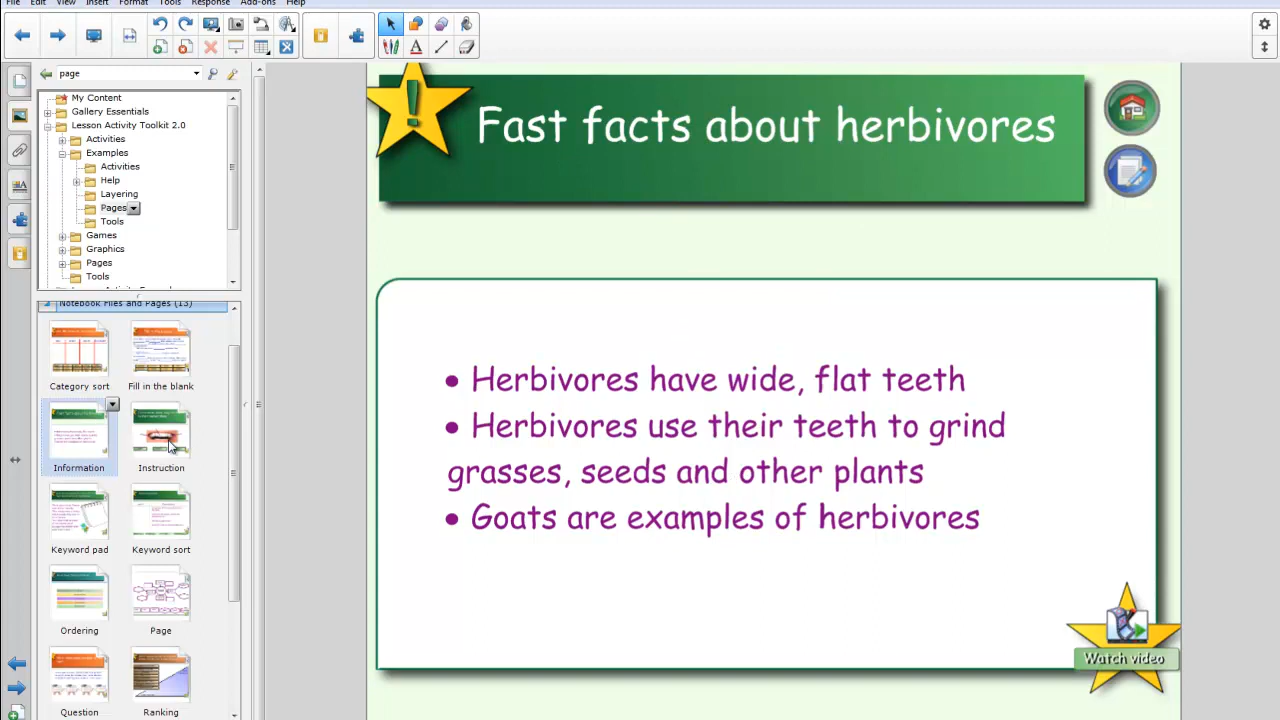 File Edit View Insert Format Tools Response Add-ons Help
page
My Content
Gallery Essentials
Lesson Activity Toolkit 2.0
Activities
Examples
Activities
Help
Layering
Pages
Tools
Games
Graphics
Pages
Tools
Notebook Files and Pages (13)
Category sort Fill in the blank
Information Instruction
Keyword pad Keyword sort
Ordering Page
Question Ranking
! Fast facts about herbivores
• Herbivores have wide, flat teeth
• Herbivores use their teeth to grind
grasses, seeds and other plants
• Goats are examples of herbivores
Watch video